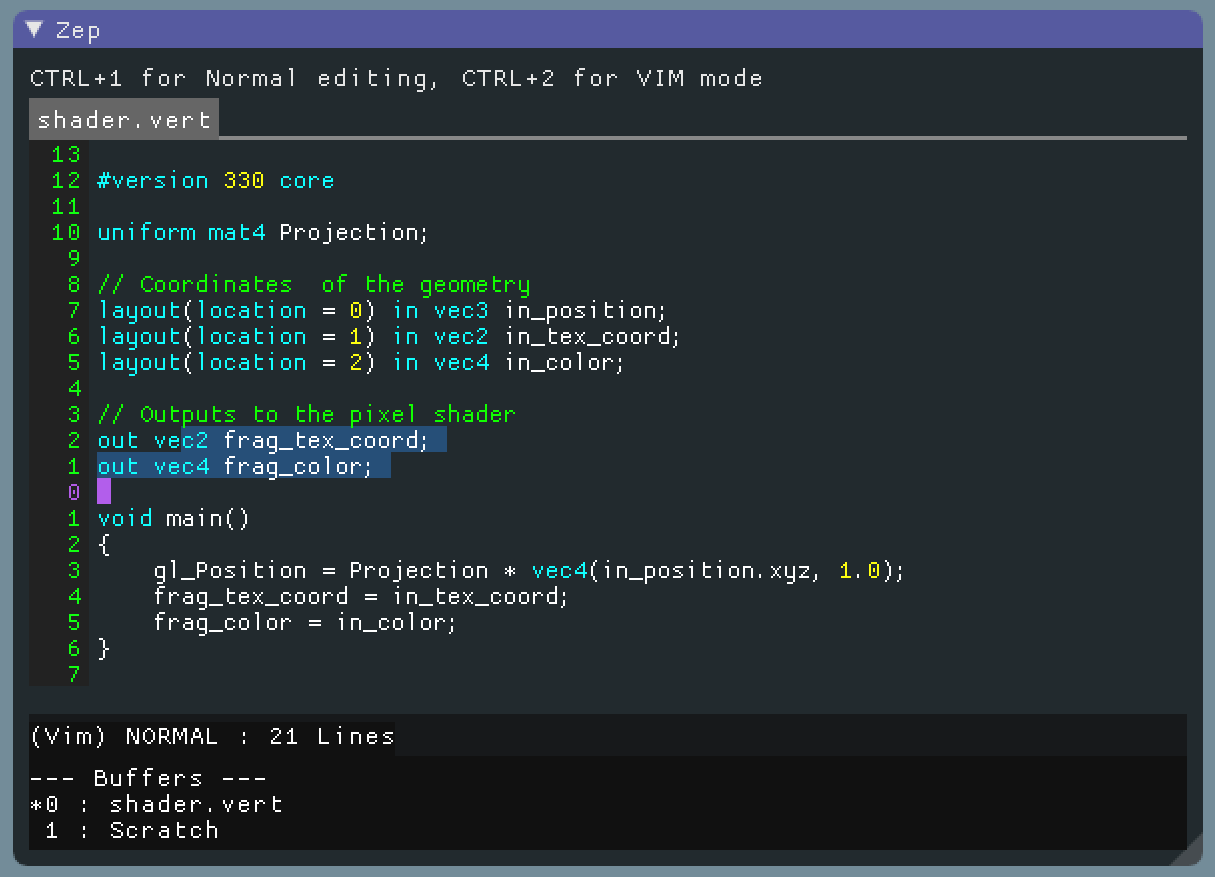 ▼ Zep
CTRL+1 for Normal editing, CTRL+2 for VIM mode
shader.vert
13
12 #version 330 core
11
10 uniform mat4 Projection;
9
8 // Coordinates  of the geometry
7 layout(location = 0) in vec3 in_position;
6 layout(location = 1) in vec2 in_tex_coord;
5 layout(location = 2) in vec4 in_color;
4
3 // Outputs to the pixel shader
2 out vec2 frag_tex_coord;
1 out vec4 frag_color;
0
1 void main()
2 {
3     gl_Position = Projection * vec4(in_position.xyz, 1.0);
4     frag_tex_coord = in_tex_coord;
5     frag_color = in_color;
6 }
7
(Vim) NORMAL : 21 Lines
--- Buffers ---
*0 : shader.vert
1 : Scratch